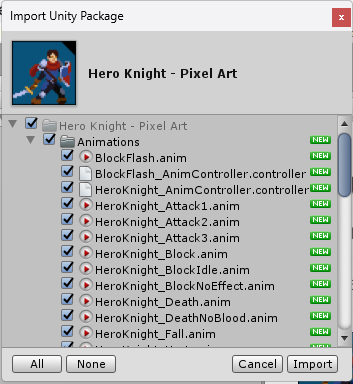 Import Unity Package
Hero Knight - Pixel Art
Hero Knight - Pixel Art
Animations NEW
BlockFlash.anim NEW
BlockFlash_AnimController.controller NEW
HeroKnight_AnimController.controller NEW
HeroKnight_Attack1.anim NEW
HeroKnight_Attack2.anim NEW
HeroKnight_Attack3.anim NEW
HeroKnight_Block.anim NEW
HeroKnight_BlockIdle.anim NEW
HeroKnight_BlockNoEffect.anim NEW
HeroKnight_Death.anim NEW
HeroKnight_DeathNoBlood.anim NEW
HeroKnight_Fall.anim NEW
All None Cancel Import